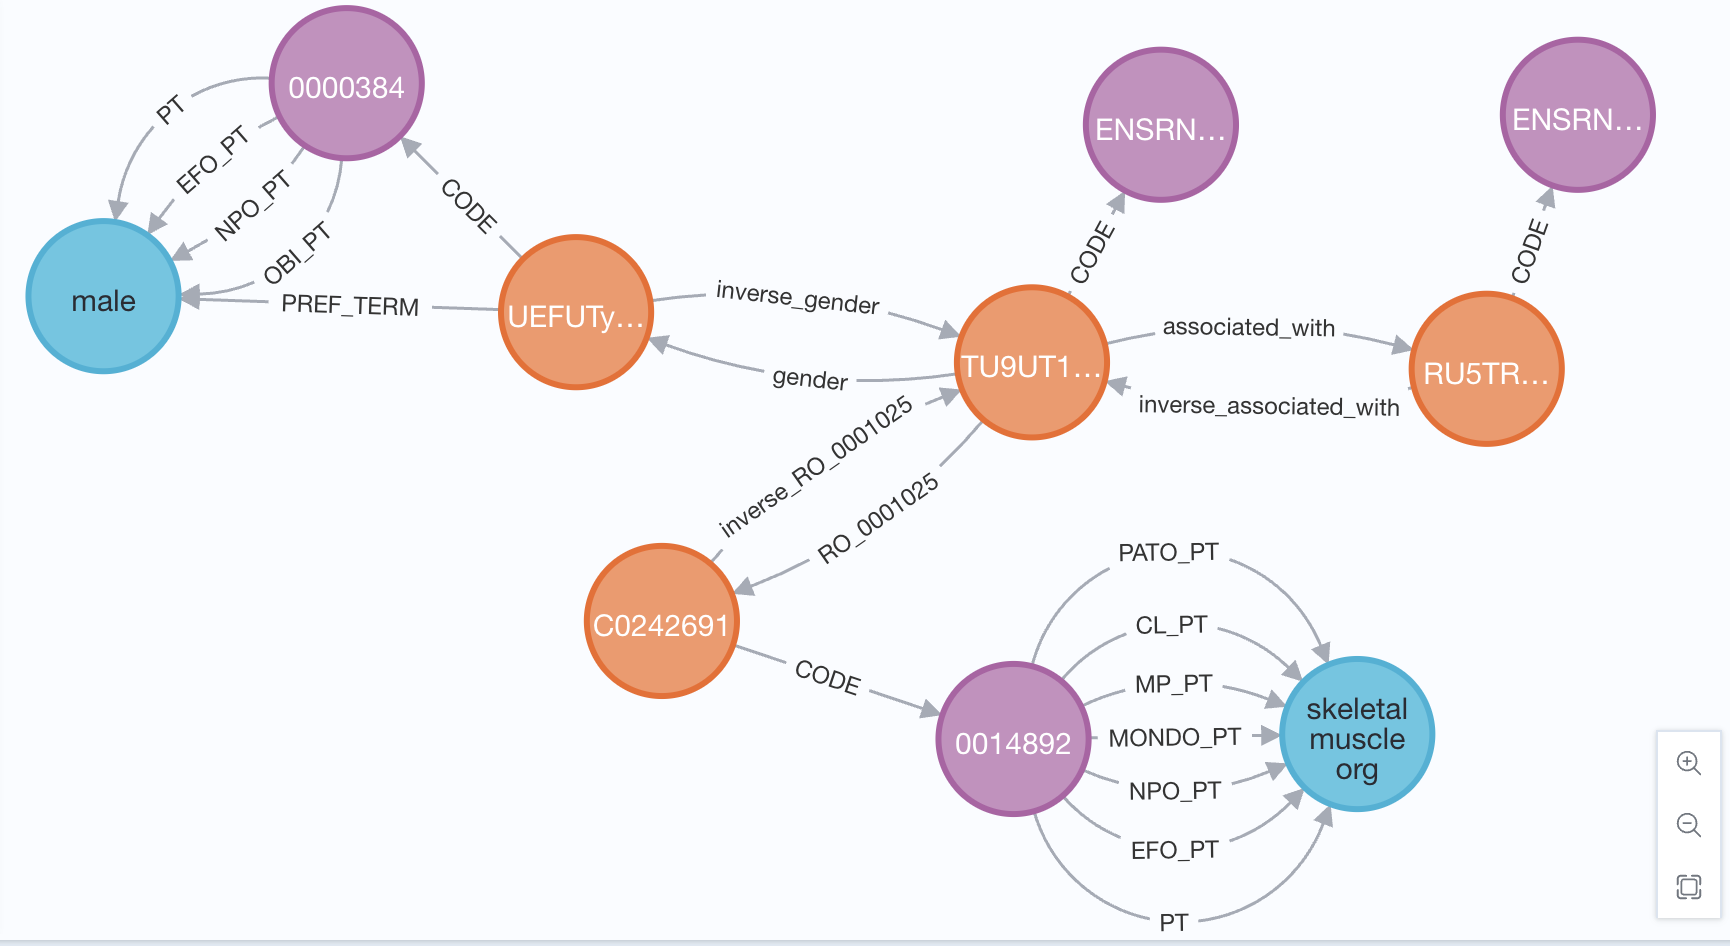 0000384
ENSRN…
ENSRN…
PT
EFO_PT
NPO_PT
OBI_PT
CODE
CODE
CODE
male
PREF_TERM
UEFUTy…
inverse_gender
gender
TU9UT1…
associated_with
inverse_associated_with
RU5TR…
inverse_RO_0001025
RO_0001025
C0242691
CODE
0014892
PATO_PT
CL_PT
MP_PT
MONDO_PT
NPO_PT
EFO_PT
PT
skeletal
muscle
org